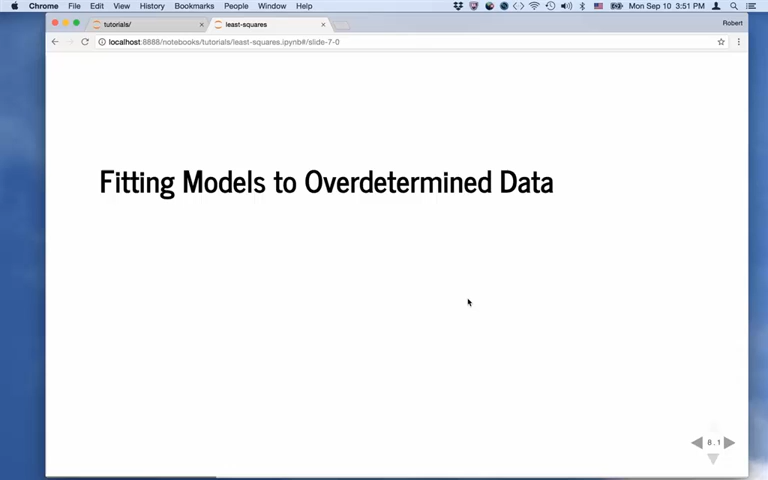 Chrome File Edit View History Bookmarks People Window Help Mon Sep 10 3:51 PM
tutorials/ × least-squares × Robert
localhost:8888/notebooks/tutorials/least-squares.ipynb#/slide-7-0
Fitting Models to Overdetermined Data
8.1